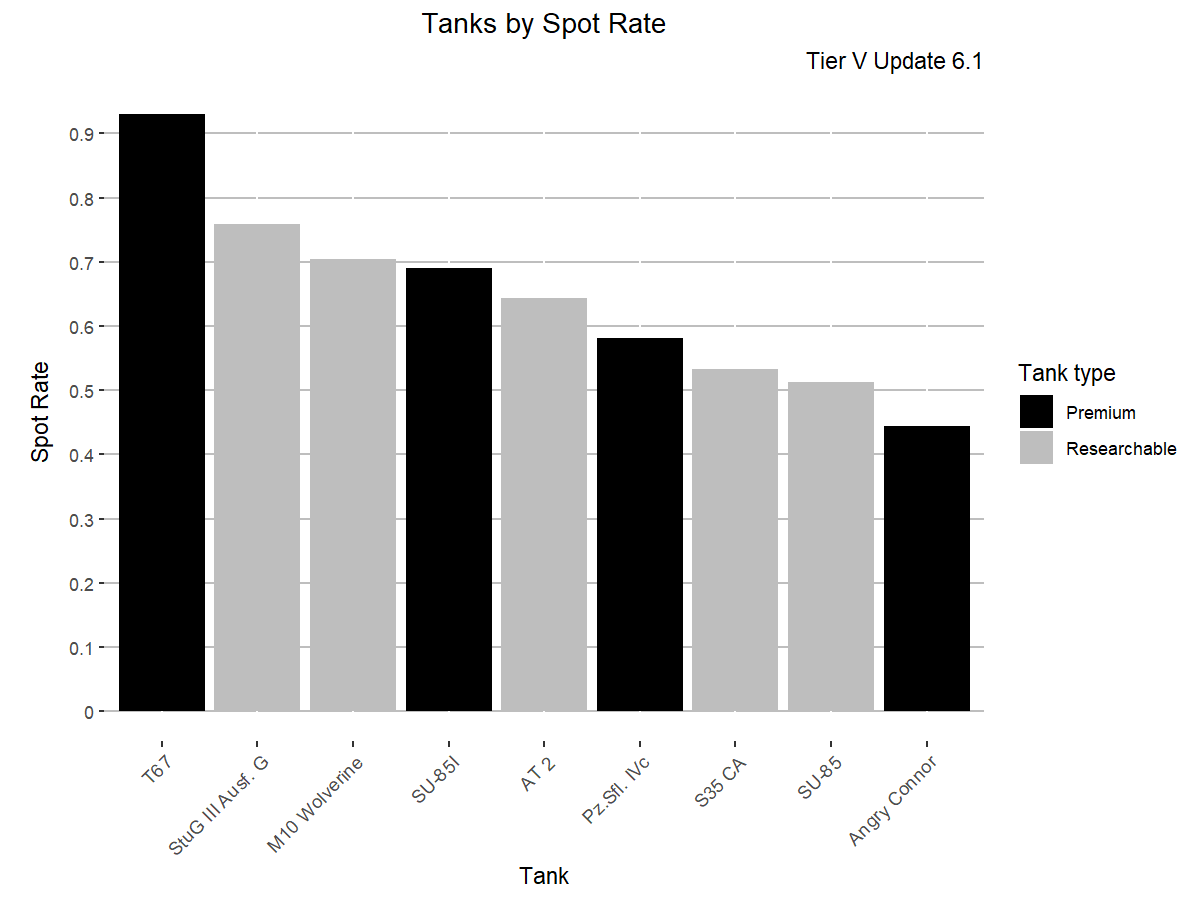 Tanks by Spot Rate
Tier V Update 6.1
Spot Rate
0.9
0.8
0.7
0.6
0.5
0.4
0.3
0.2
0.1
0
T67
StuG III Ausf. G
M10 Wolverine
SU-85I
AT 2
Pz.Sfl. IVc
S35 CA
SU-85
Angry Connor
Tank
Tank type
Premium
Researchable